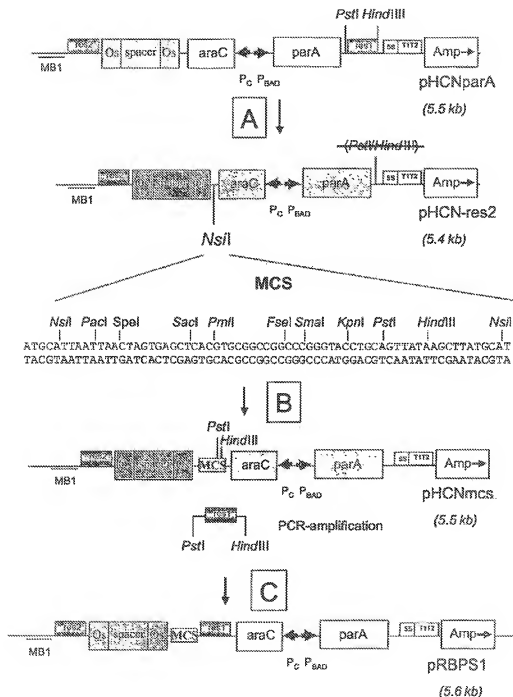 PstI HindIII
res2 Os spacer Os araC parA res1 ss T1T2 Amp
MB1
PC PBAD
pHCNparA
(5.5 kb)
A
(PstI/HindIII)
araC parA ss T1T2 Amp
MB1
PC PBAD
pHCN-res2
(5.4 kb)
NsiI
MCS
NsiI PacI SpeI SacI PmlI FseI SmaI KpnI PstI HindIII NsiI
ATGCATTAATTAACTAGTGAGCTCACGTGCGGCCGGCCCGGGTACCTGCAGTTATAAGCTTATGCAT
TACGTAATTAATTGATCACTCGAGTGCACGCCGGCCGGGCCCATGGACGTCAATATTCGAATACGTA
B
PstI
HindIII
res2 MCS araC parA ss T1T2 Amp
MB1
PC PBAD
pHCNmcs
(5.5 kb)
res1
PCR-amplification
PstI HindIII
C
res2 Os spacer Os MCS res1 araC parA ss T1T2 Amp
MB1
PC PBAD
pRBPS1
(5.6 kb)